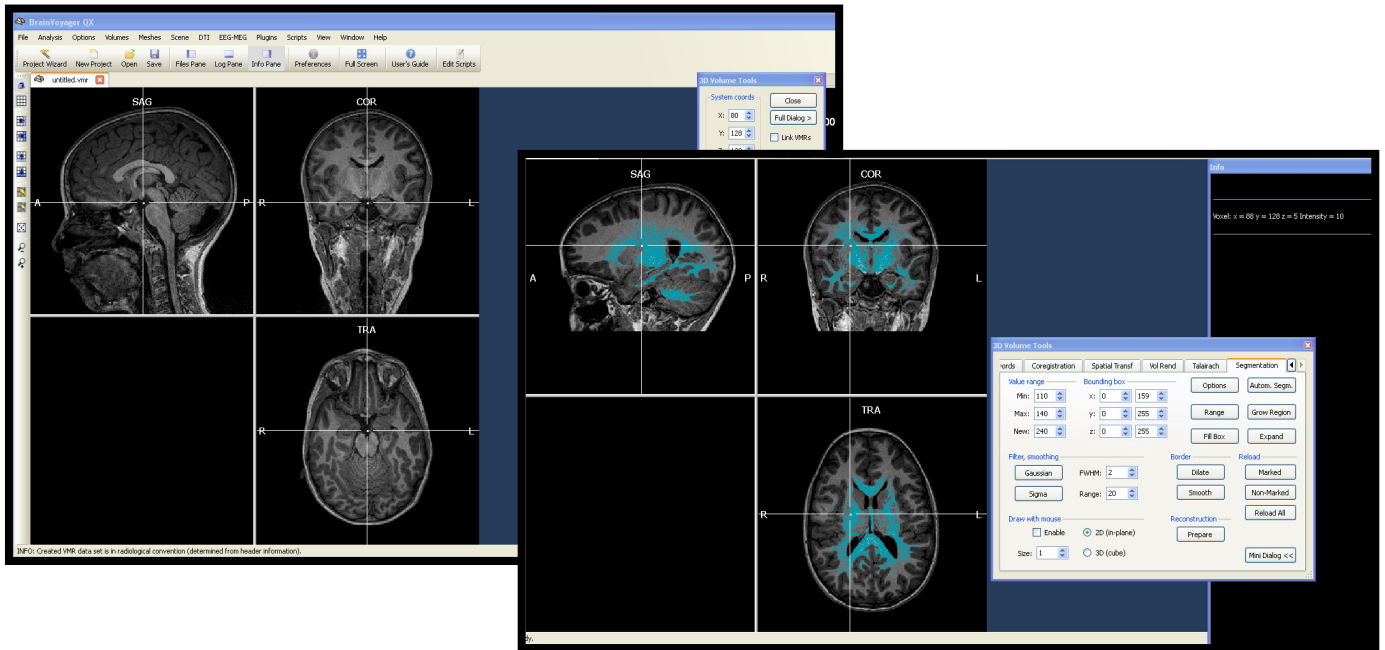 BrainVoyager QX
File Analysis Options Volumes Meshes Scene DTI EEG-MEG Plugins Scripts View Window Help
Project Wizard New Project Open Save Files Pane Log Pane Info Pane Preferences Full Screen User's Guide Edit Scripts
untitled.vmr
SAG
COR
A
P
R
L
TRA
R
L
3D Volume Tools
System coords
Close
X: 80
Full Dialog >
Y: 128
Link VMRs
INFO: Created VMR data set is in radiological convention (determined from header information).
SAG
COR
A
P
R
L
TRA
R
L
Info
Voxel: x = 88 y = 128 z = 5 Intensity = 10
3D Volume Tools
ords Coregistration Spatial Transf Vol Rend Talairach Segmentation
Value range Bounding box Options Autom. Segm.
Min: 110 x: 0 159
Max: 140 y: 0 255 Range Grow Region
New: 240 z: 0 255 Fill Box Expand
Filter, smoothing Border Reload
Gaussian FWHM: 2 Dilate Marked
Sigma Range: 20 Smooth Non-Marked
Reload All
Draw with mouse Reconstruction
Enable 2D (in-plane) Prepare
Size: 1 3D (cube) Mini Dialog <<
dy.